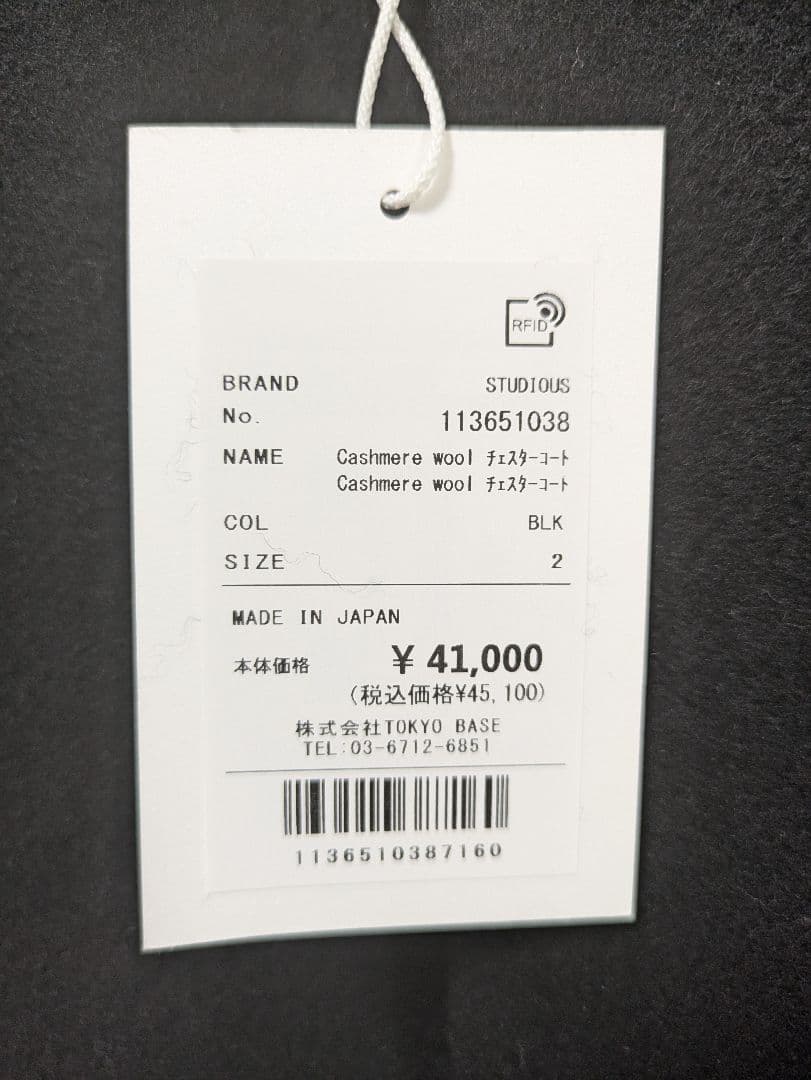 RFID
BRAND STUDIOUS
No. 113651038
NAME Cashmere wool ﾁｪｽﾀｰｺｰﾄ
Cashmere wool ﾁｪｽﾀｰｺｰﾄ
COL BLK
SIZE 2
MADE IN JAPAN
本体価格 ¥ 41,000
(税込価格¥45,100)
株式会社TOKYO BASE
TEL:03-6712-6851
1136510387160